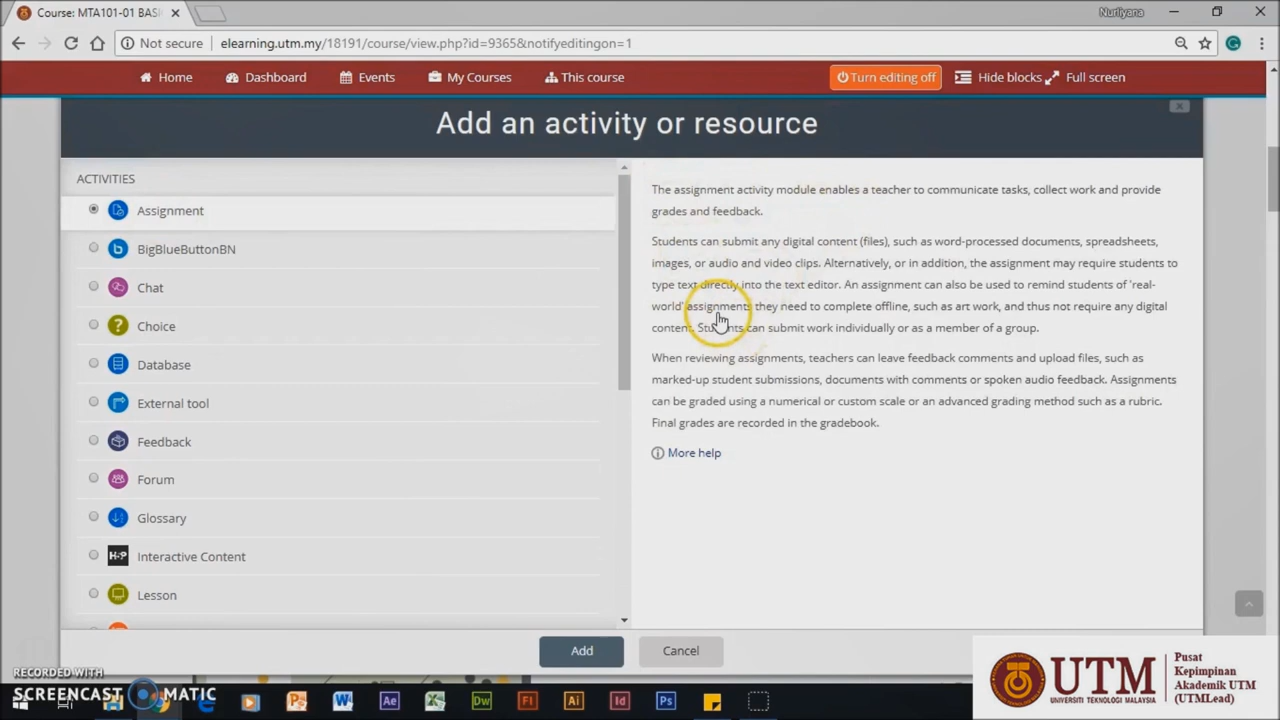 Course: MTA101-01 BAS
Nurliyana
Not secure
elearning.utm.my/18191/course/view.php?id=9365&notifyeditingon=1
Home
Dashboard
Events
My Courses
This course
Turn editing off
Hide blocks
Full screen
Add an activity or resource
ACTIVITIES
Assignment
BigBlueButtonBN
Chat
Choice
Database
External tool
Feedback
Forum
Glossary
H-P
Interactive Content
Lesson
The assignment activity module enables a teacher to communicate tasks, collect work and provide
grades and feedback.
Students can submit any digital content (files), such as word-processed documents, spreadsheets,
images, or audio and video clips. Alternatively, or in addition, the assignment may require students to
type text directly into the text editor. An assignment can also be used to remind students of 'real-
world' assignments they need to complete offline, such as art work, and thus not require any digital
content. Students can submit work individually or as a member of a group.
When reviewing assignments, teachers can leave feedback comments and upload files, such as
marked-up student submissions, documents with comments or spoken audio feedback. Assignments
can be graded using a numerical or custom scale or an advanced grading method such as a rubric.
Final grades are recorded in the gradebook.
More help
Add
Cancel
RECORDED WITH
SCREENCAST MATIC
Ae
Dw
Fl
Ai
Id
Ps
UTM
UNIVERSITI TEKNOLOGI MALAYSIA
Pusat
Kepimpinan
Akademik UTM
(UTMLead)